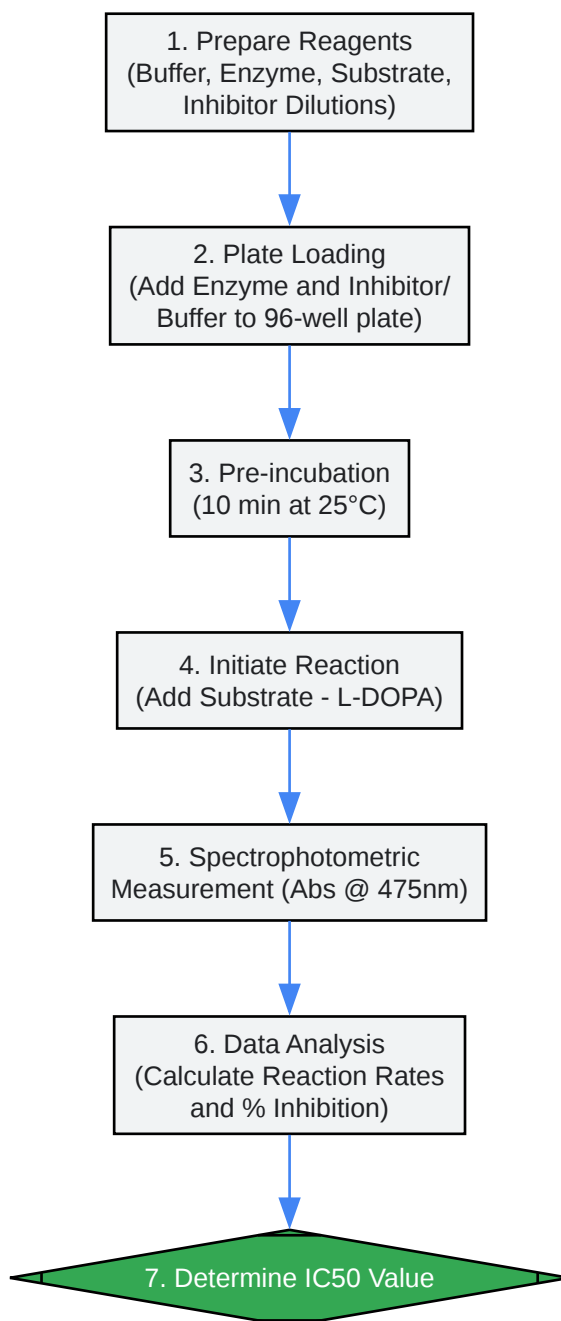 1. Prepare Reagents
(Buffer, Enzyme, Substrate,
Inhibitor Dilutions)
2. Plate Loading
(Add Enzyme and Inhibitor/
Buffer to 96-well plate)
3. Pre-incubation
(10 min at 25°C)
4. Initiate Reaction
(Add Substrate - L-DOPA)
5. Spectrophotometric
Measurement (Abs @ 475nm)
6. Data Analysis
(Calculate Reaction Rates
and % Inhibition)
7. Determine IC50 Value